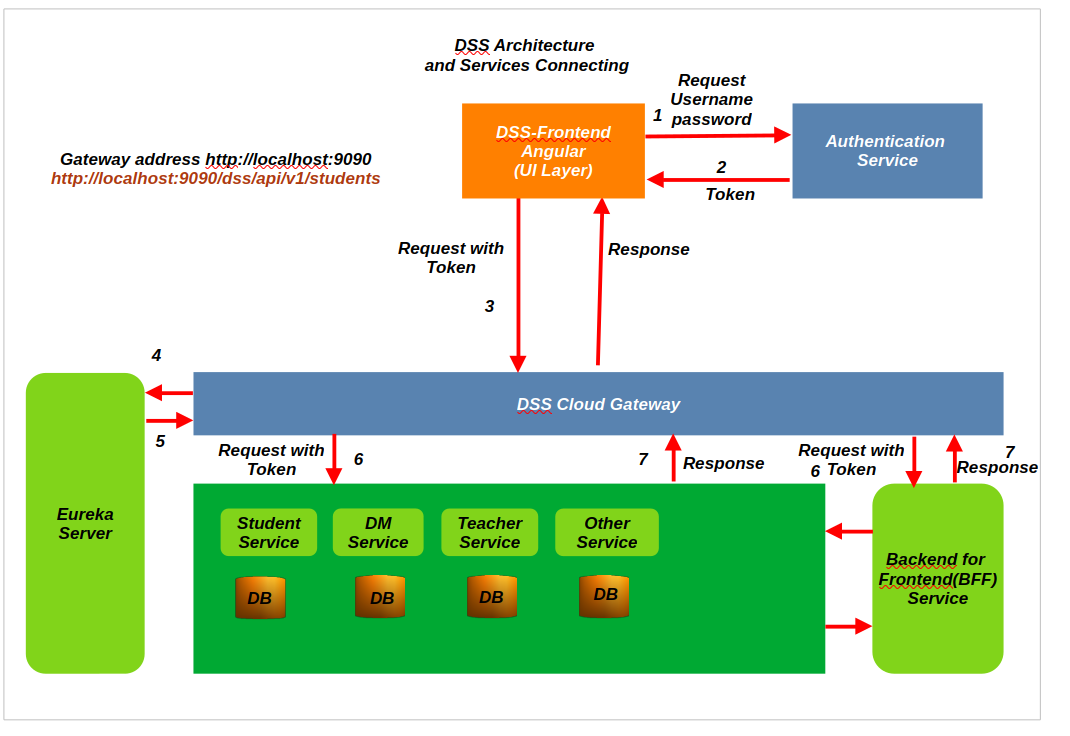 DSS Architecture
and Services Connecting
Request
Username
password
1
DSS-Frontend
Angular
(UI Layer)
Authentication
Service
2
Token
Gateway address http://localhost:9090
http://localhost:9090/dss/api/v1/students
Request with
Token
Response
3
4
DSS Cloud Gateway
5
Request with
Token
6
7
Response
Request with
6 Token
7
Response
Eureka
Server
Student
Service
DM
Service
Teacher
Service
Other
Service
DB
DB
DB
DB
Backend for
Frontend(BFF)
Service